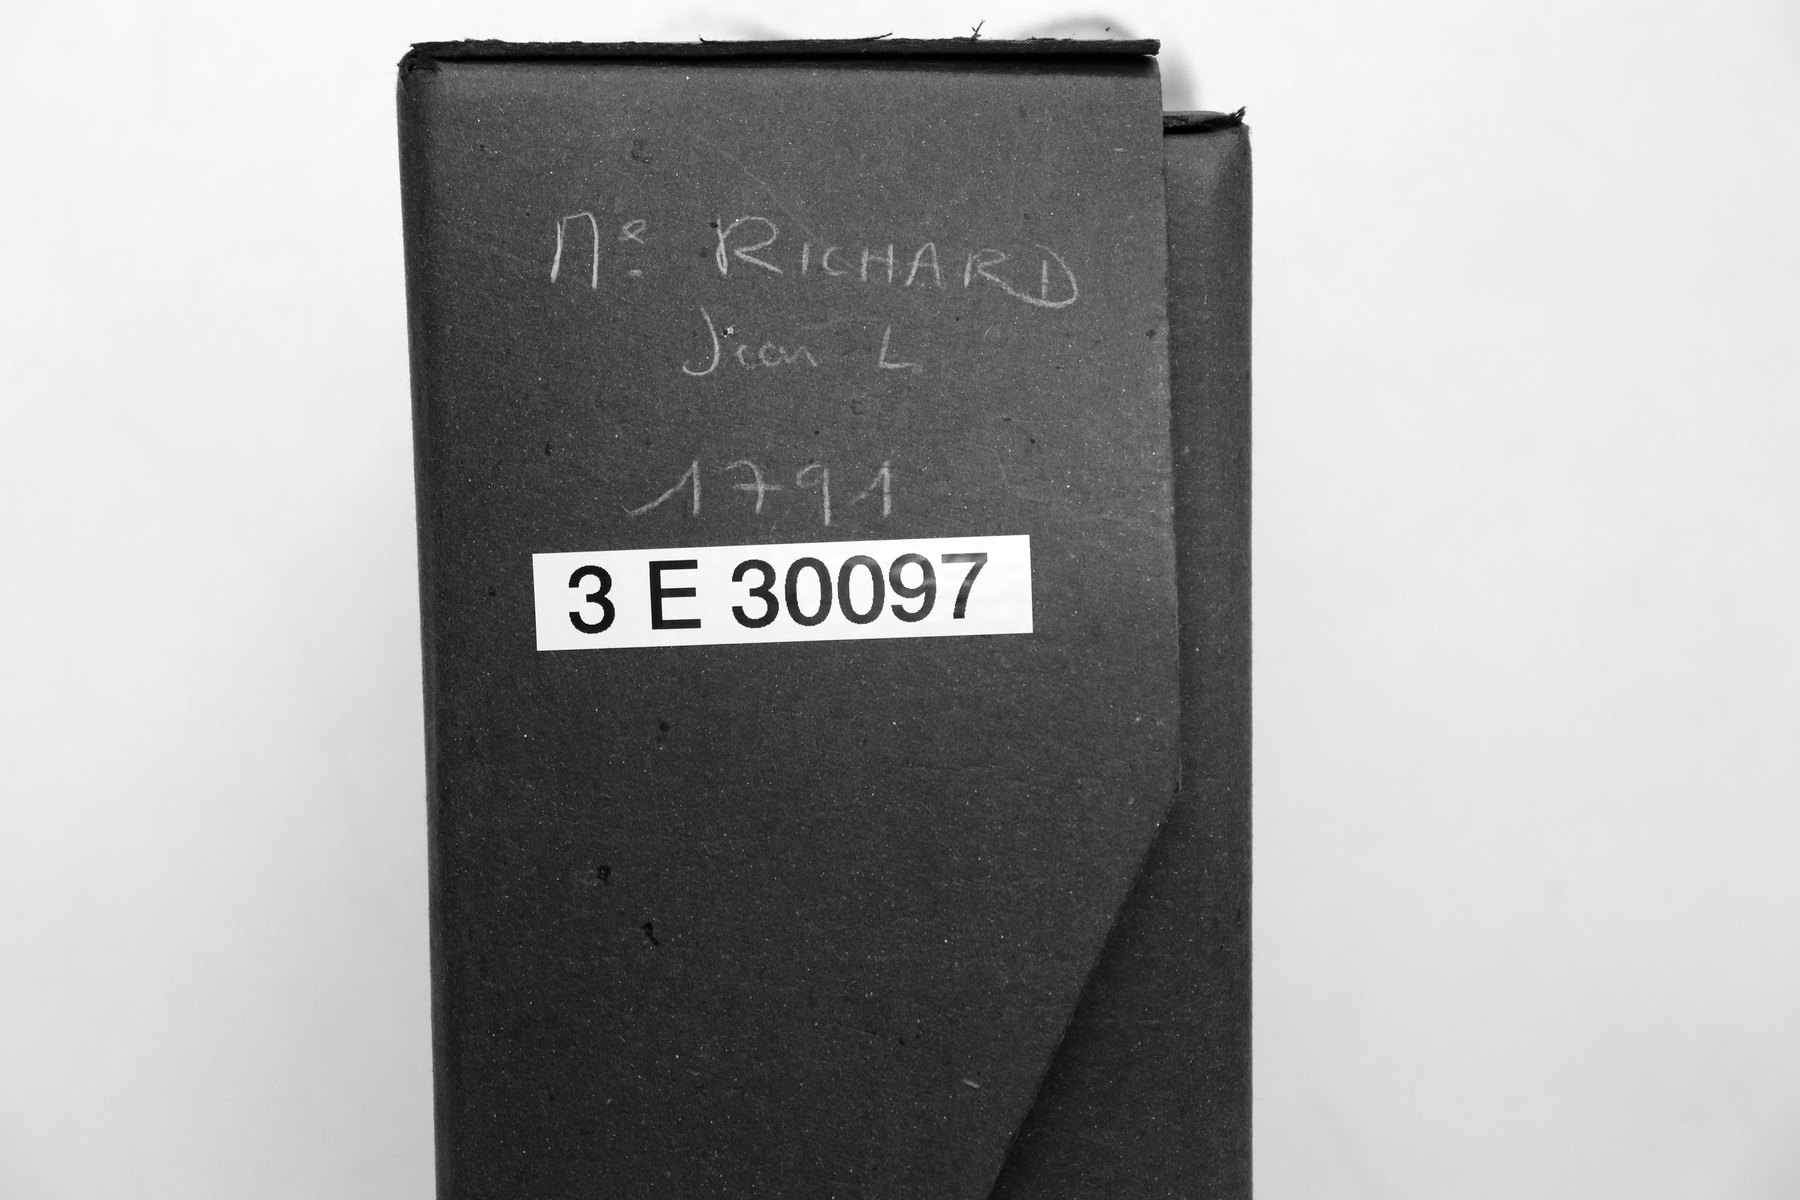 Me RICHARD
Jean L
1791
3 E 30097